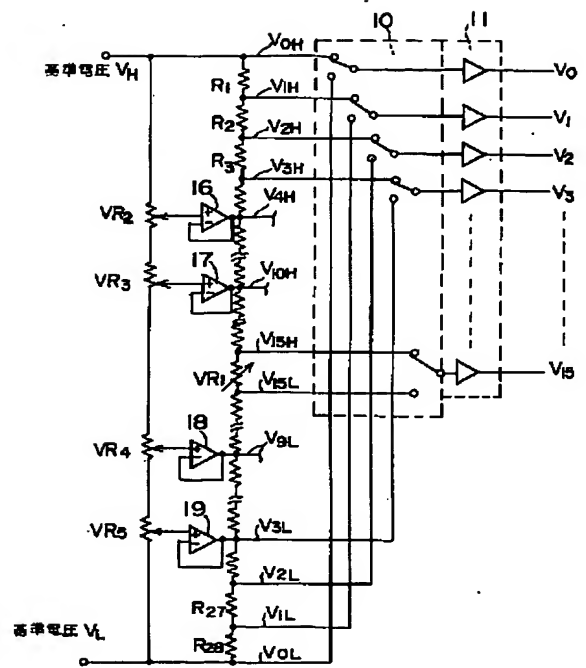 10
11
基準電圧 VH
V0H
V0
R1
V1H
V1
R2
V2H
V2
R3
V3H
V3
16
V4H
VR2
17
V10H
VR3
V15H
V15
VR1
V15L
18
V9L
VR4
19
V3L
VR5
V2L
R27
V1L
基準電圧 VL
R28
V0L